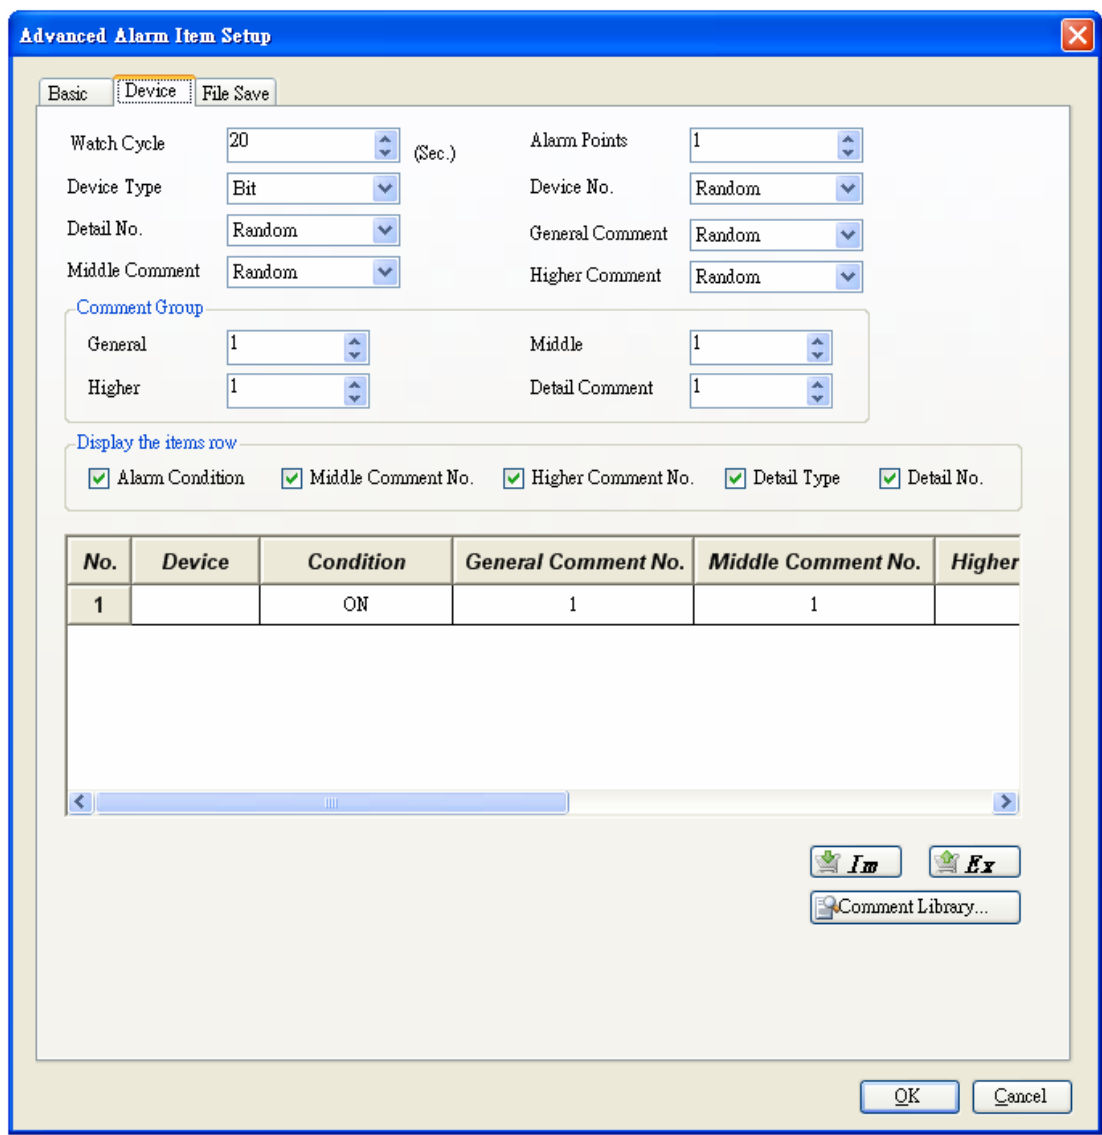 Advanced Alarm Item Setup
Basic Device File Save
Watch Cycle 20 (Sec.) Alarm Points 1
Device Type Bit Device No. Random
Detail No. Random General Comment Random
Middle Comment Random Higher Comment Random
Comment Group
General 1 Middle 1
Higher 1 Detail Comment 1
Display the items row
Alarm Condition Middle Comment No. Higher Comment No. Detail Type Detail No.
No. Device Condition General Comment No. Middle Comment No. Higher
1 ON 1 1
Im Ex
Comment Library...
OK Cancel